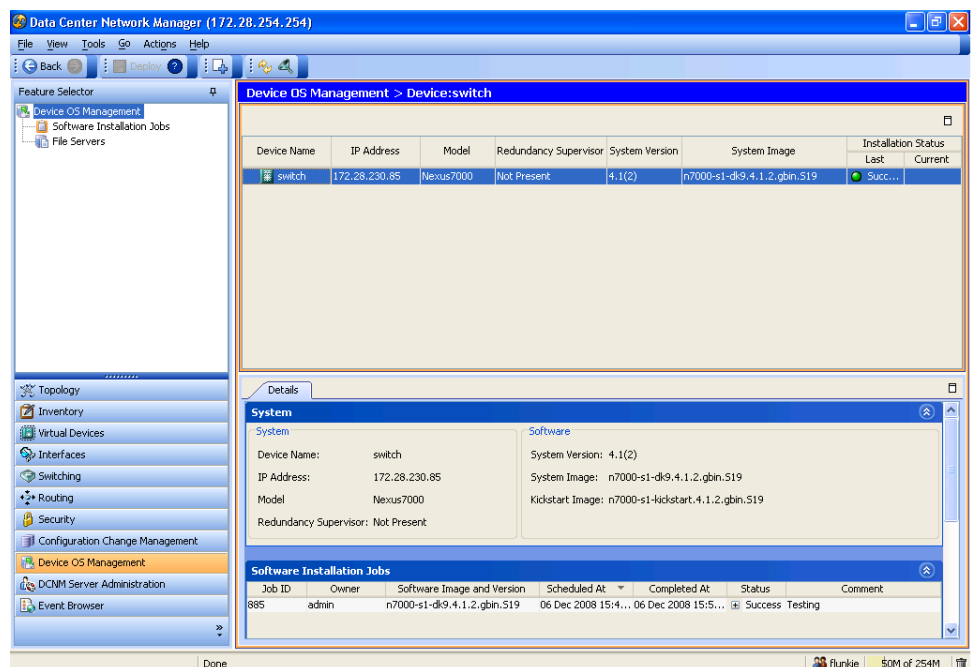 Data Center Network Manager (172.28.254.254)
File View Tools Go Actions Help
Back Deploy
Feature Selector
Device OS Management
Software Installation Jobs
File Servers
Topology
Inventory
Virtual Devices
Interfaces
Switching
Routing
Security
Configuration Change Management
Device OS Management
DCNM Server Administration
Event Browser
Device OS Management > Device:switch
Device Name IP Address Model Redundancy Supervisor System Version System Image Installation Status
Last Current
switch 172.28.230.85 Nexus7000 Not Present 4.1(2) n7000-s1-dk9.4.1.2.gbin.S19 Succ...
Details
System
System
Device Name: switch
IP Address: 172.28.230.85
Model Nexus7000
Redundancy Supervisor: Not Present
Software
System Version: 4.1(2)
System Image: n7000-s1-dk9.4.1.2.gbin.S19
Kickstart Image: n7000-s1-kickstart.4.1.2.gbin.S19
Software Installation Jobs
Job ID Owner Software Image and Version Scheduled At Completed At Status Comment
885 admin n7000-s1-dk9.4.1.2.gbin.S19 06 Dec 2008 15:4... 06 Dec 2008 15:5... Success Testing
Done flunkie 50M of 254M